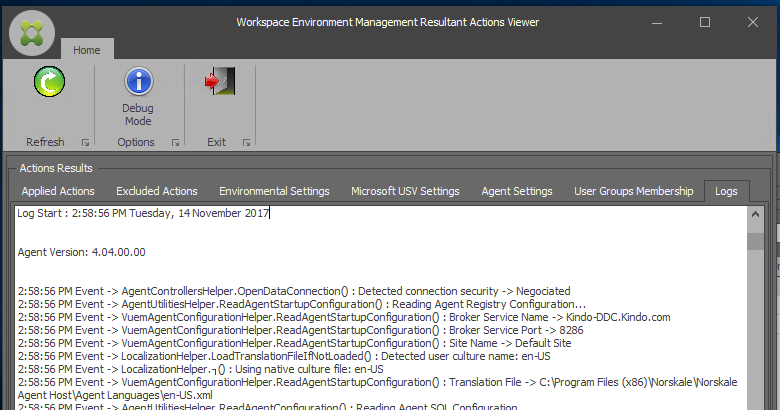 Workspace Environment Management Resultant Actions Viewer
Home
Refresh
Debug
Mode
Options
Exit
Actions Results
Applied Actions Excluded Actions Environmental Settings Microsoft USV Settings Agent Settings User Groups Membership Logs
Log Start : 2:58:56 PM Tuesday, 14 November 2017
Agent Version: 4.04.00.00
2:58:56 PM Event -> AgentControllersHelper.OpenDataConnection() : Detected connection security -> Negociated
2:58:56 PM Event -> AgentUtilitiesHelper.ReadAgentStartupConfiguration() : Reading Agent Registry Configuration...
2:58:56 PM Event -> VuemAgentConfigurationHelper.ReadAgentStartupConfiguration() : Broker Service Name -> Kindo-DDC.Kindo.com
2:58:56 PM Event -> VuemAgentConfigurationHelper.ReadAgentStartupConfiguration() : Broker Service Port -> 8286
2:58:56 PM Event -> VuemAgentConfigurationHelper.ReadAgentStartupConfiguration() : Site Name -> Default Site
2:58:56 PM Event -> LocalizationHelper.LoadTranslationFileIfNotLoaded() : Detected user culture name: en-US
2:58:56 PM Event -> LocalizationHelper.┐() : Using native culture file: en-US
2:58:56 PM Event -> VuemAgentConfigurationHelper.ReadAgentStartupConfiguration() : Translation File -> C:\Program Files (x86)\Norskale\Norskale
Agent Host\Agent Languages\en-US.xml
2:58:56 PM Event -> AgentUtilitiesHelper.ReadAgentConfiguration() : Reading Agent SQL Configuration